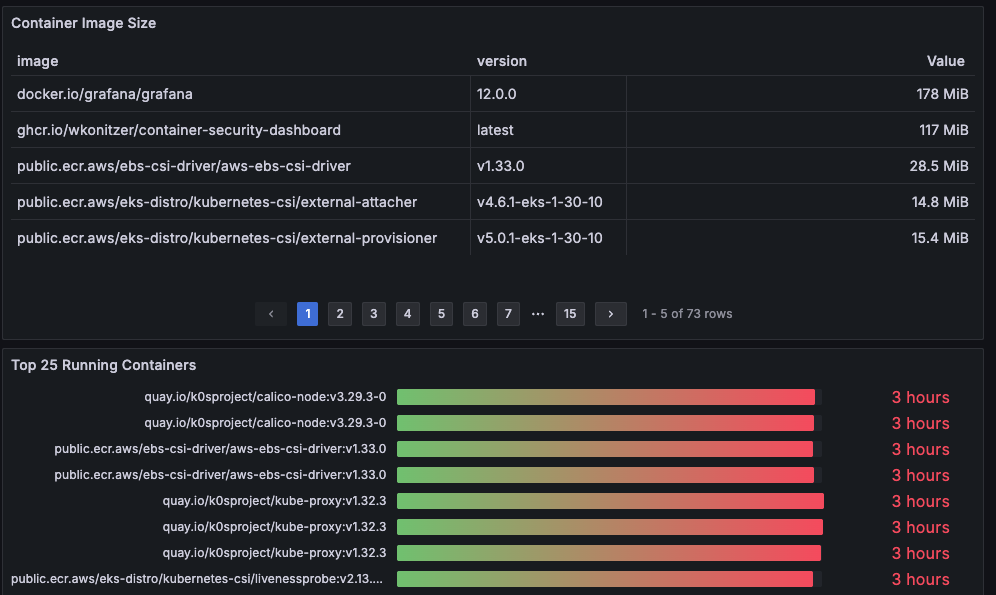 Container Image Size
image version Value
docker.io/grafana/grafana 12.0.0 178 MiB
ghcr.io/wkonitzer/container-security-dashboard latest 117 MiB
public.ecr.aws/ebs-csi-driver/aws-ebs-csi-driver v1.33.0 28.5 MiB
public.ecr.aws/eks-distro/kubernetes-csi/external-attacher v4.6.1-eks-1-30-10 14.8 MiB
public.ecr.aws/eks-distro/kubernetes-csi/external-provisioner v5.0.1-eks-1-30-10 15.4 MiB
‹ 1 2 3 4 5 6 7 ··· 15 › 1 - 5 of 73 rows
Top 25 Running Containers
quay.io/k0sproject/calico-node:v3.29.3-0 3 hours
quay.io/k0sproject/calico-node:v3.29.3-0 3 hours
public.ecr.aws/ebs-csi-driver/aws-ebs-csi-driver:v1.33.0 3 hours
public.ecr.aws/ebs-csi-driver/aws-ebs-csi-driver:v1.33.0 3 hours
quay.io/k0sproject/kube-proxy:v1.32.3 3 hours
quay.io/k0sproject/kube-proxy:v1.32.3 3 hours
quay.io/k0sproject/kube-proxy:v1.32.3 3 hours
public.ecr.aws/eks-distro/kubernetes-csi/livenessprobe:v2.13.... 3 hours